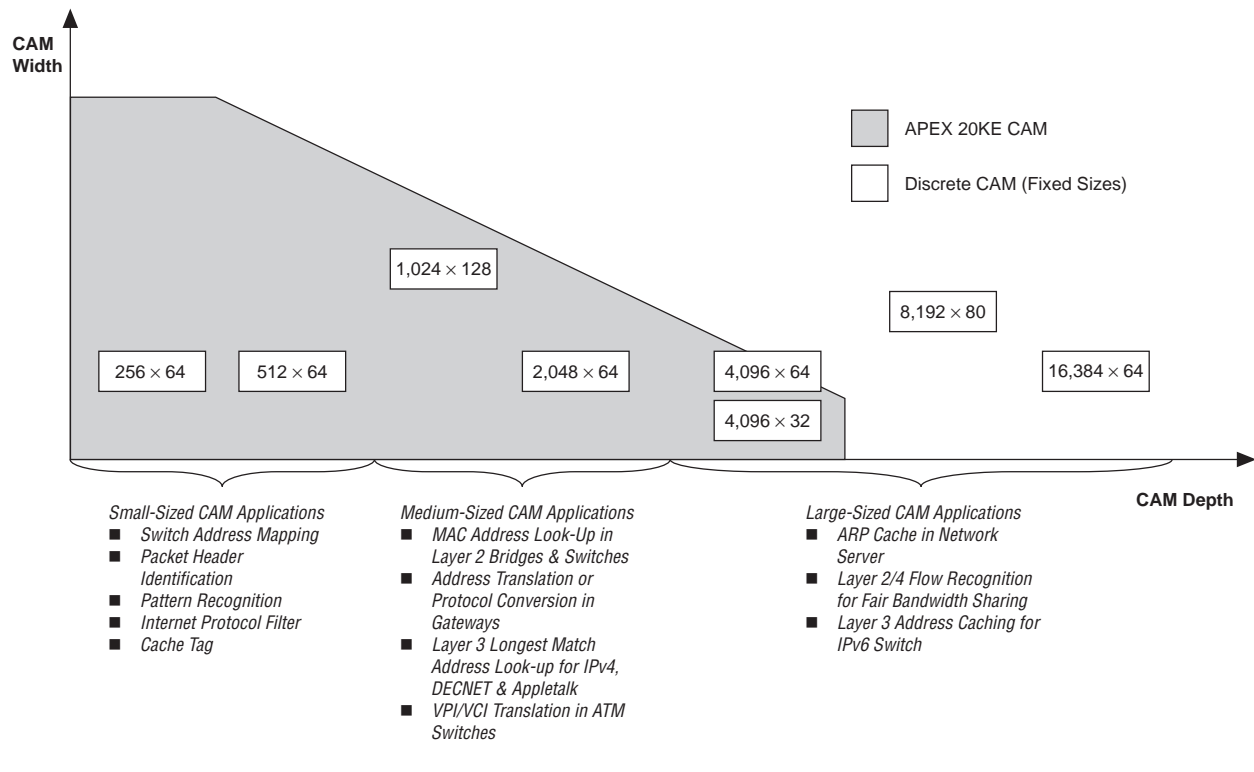 CAM
Width
APEX 20KE CAM
Discrete CAM (Fixed Sizes)
1,024 × 128
8,192 × 80
256 × 64
512 × 64
2,048 × 64
4,096 × 64
16,384 × 64
4,096 × 32
CAM Depth
Small-Sized CAM Applications
■ Switch Address Mapping
■ Packet Header
Identification
■ Pattern Recognition
■ Internet Protocol Filter
■ Cache Tag
Medium-Sized CAM Applications
■ MAC Address Look-Up in
Layer 2 Bridges & Switches
■ Address Translation or
Protocol Conversion in
Gateways
■ Layer 3 Longest Match
Address Look-up for IPv4,
DECNET & Appletalk
■ VPI/VCI Translation in ATM
Switches
Large-Sized CAM Applications
■ ARP Cache in Network
Server
■ Layer 2/4 Flow Recognition
for Fair Bandwidth Sharing
■ Layer 3 Address Caching for
IPv6 Switch